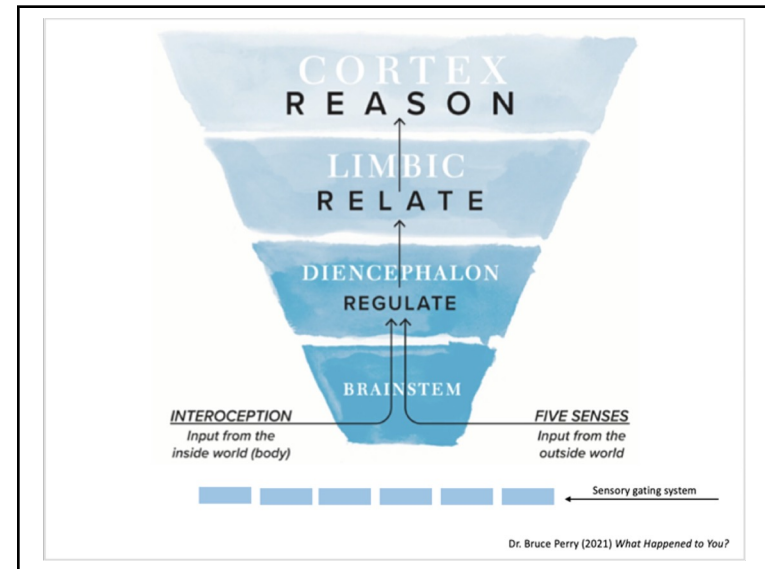 CORTEX
REASON
LIMBIC
RELATE
DIENCEPHALON
REGULATE
BRAINSTEM
INTEROCEPTION
Input from the
inside world (body)
FIVE SENSES
Input from the
outside world
Sensory gating system
Dr. Bruce Perry (2021) What Happened to You?